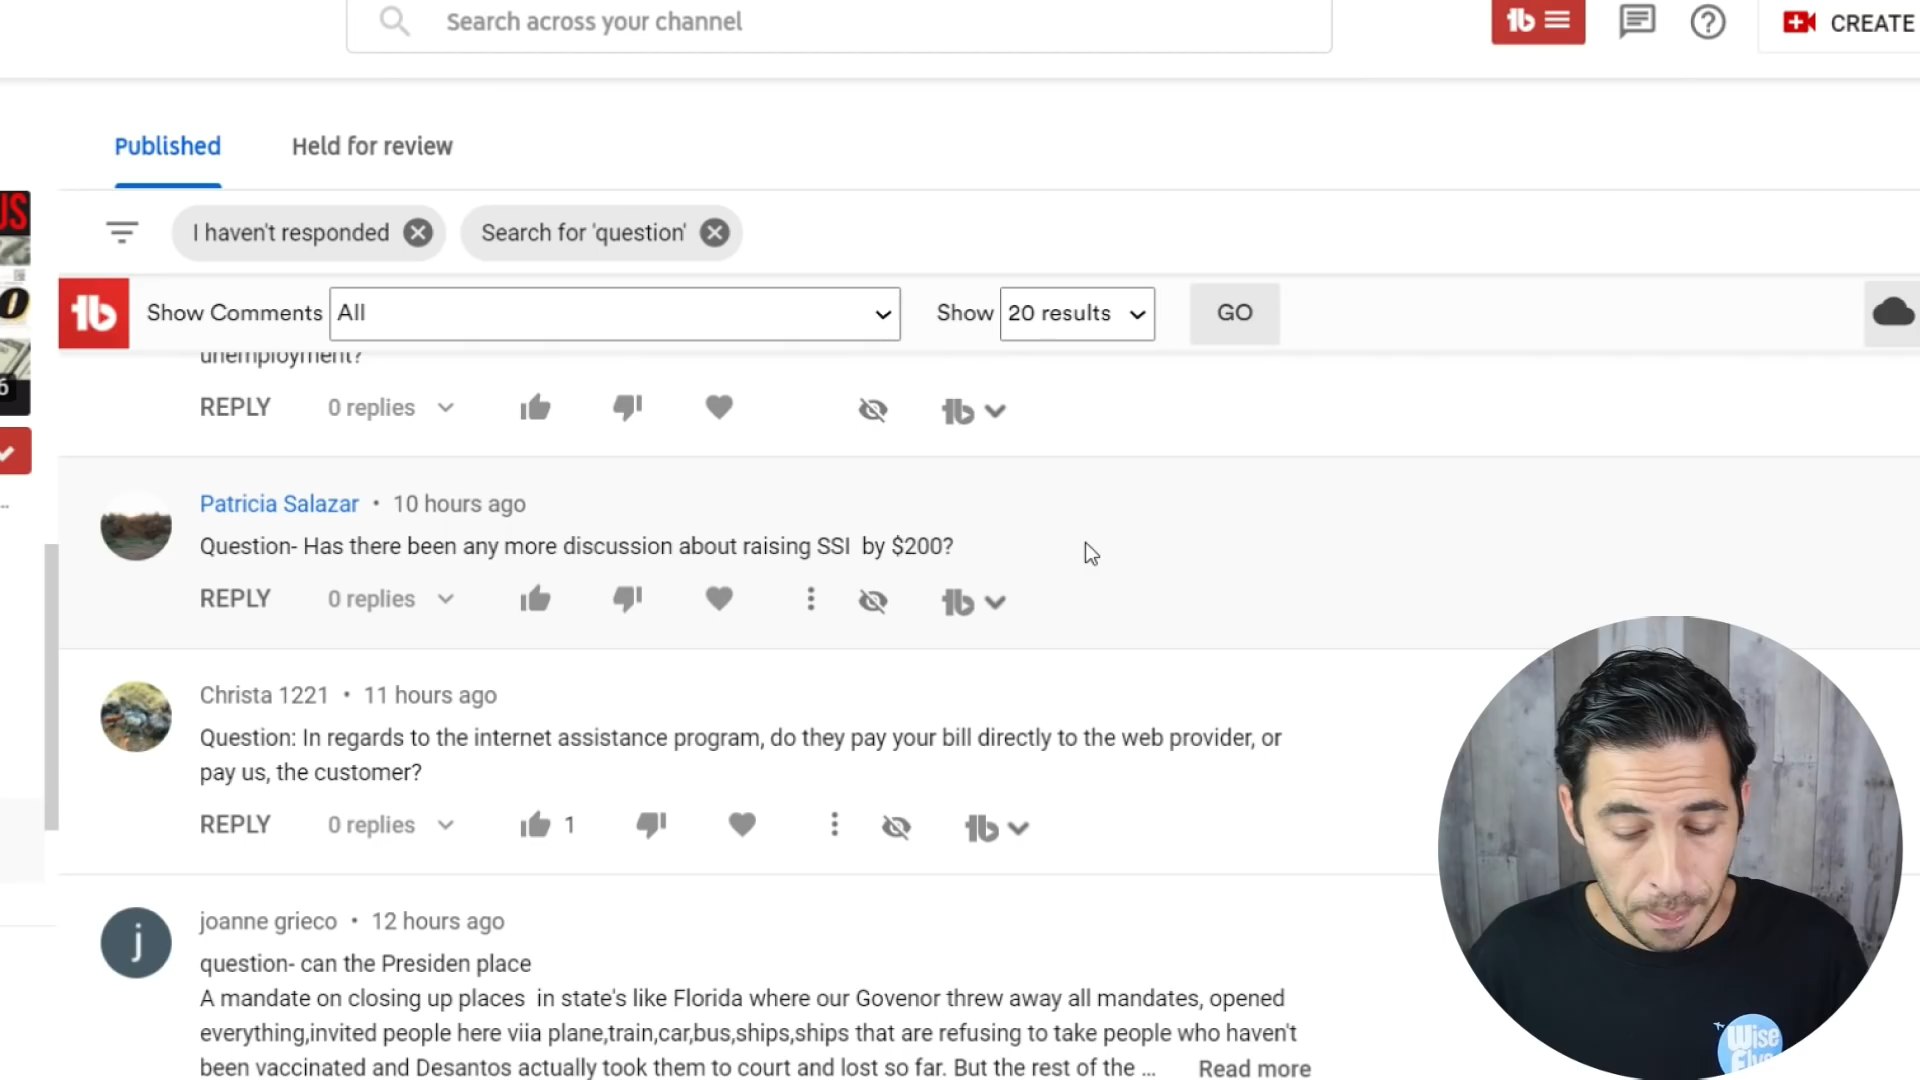 Search across your channel
CREATE
Published
Held for review
US
I haven't responded
Search for 'question'
Show Comments
All
Show
20 results
GO
unemployment?
REPLY
0 replies
Patricia Salazar • 10 hours ago
Question- Has there been any more discussion about raising SSI by $200?
REPLY
0 replies
Christa 1221 • 11 hours ago
Question: In regards to the internet assistance program, do they pay your bill directly to the web provider, or
pay us, the customer?
REPLY
0 replies
1
j
joanne grieco • 12 hours ago
question- can the Presiden place
A mandate on closing up places in state's like Florida where our Govenor threw away all mandates, opened
everything,invited people here viia plane,train,car,bus,ships,ships that are refusing to take people who haven't
been vaccinated and Desantos actually took them to court and lost so far. But the rest of the ...
Read more
Wise